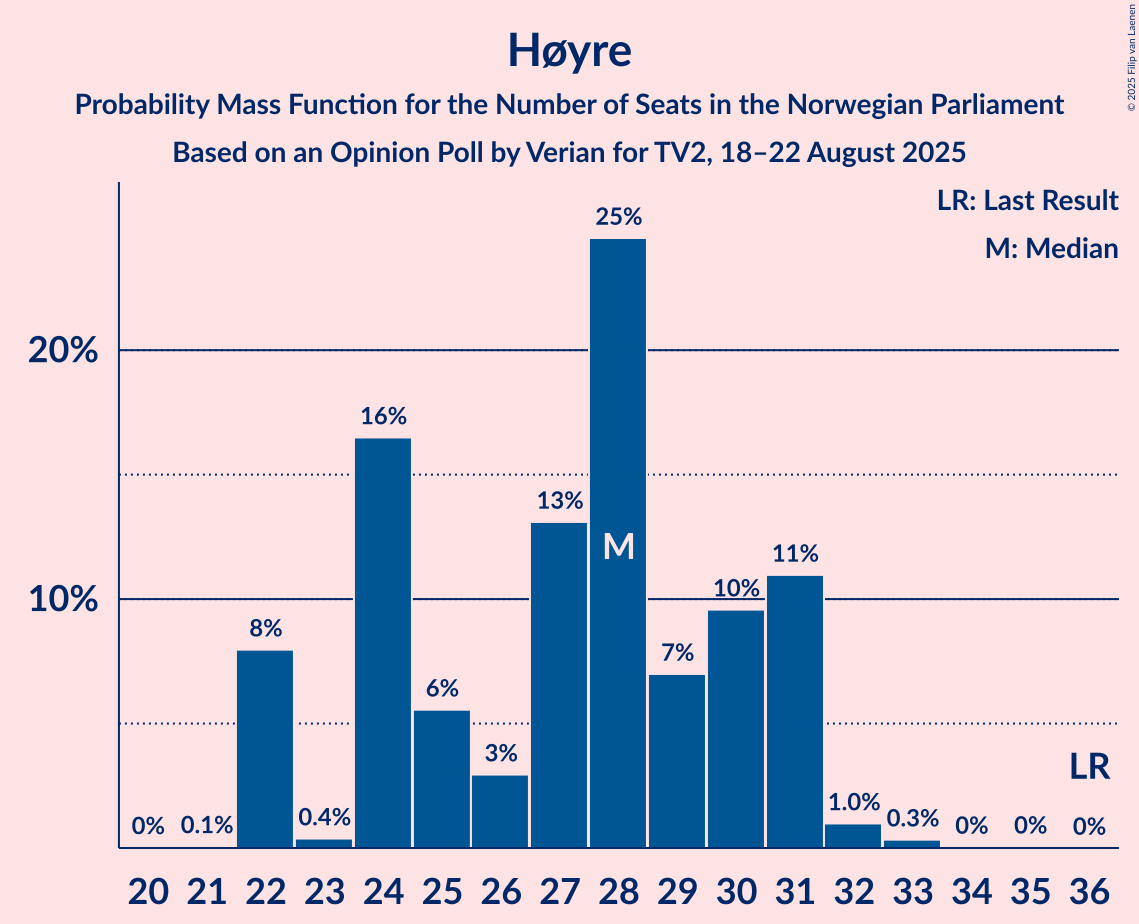 Høyre
Probability Mass Function for the Number of Seats in the Norwegian Parliament
Based on an Opinion Poll by Verian for TV2, 18–22 August 2025
© 2025 Filip van Laenen
LR: Last Result
M: Median
20%
10%
0%
0.1%
8%
0.4%
16%
6%
3%
13%
25%
M
7%
10%
11%
1.0%
0.3%
0%
0%
0%
LR
20 21 22 23 24 25 26 27 28 29 30 31 32 33 34 35 36